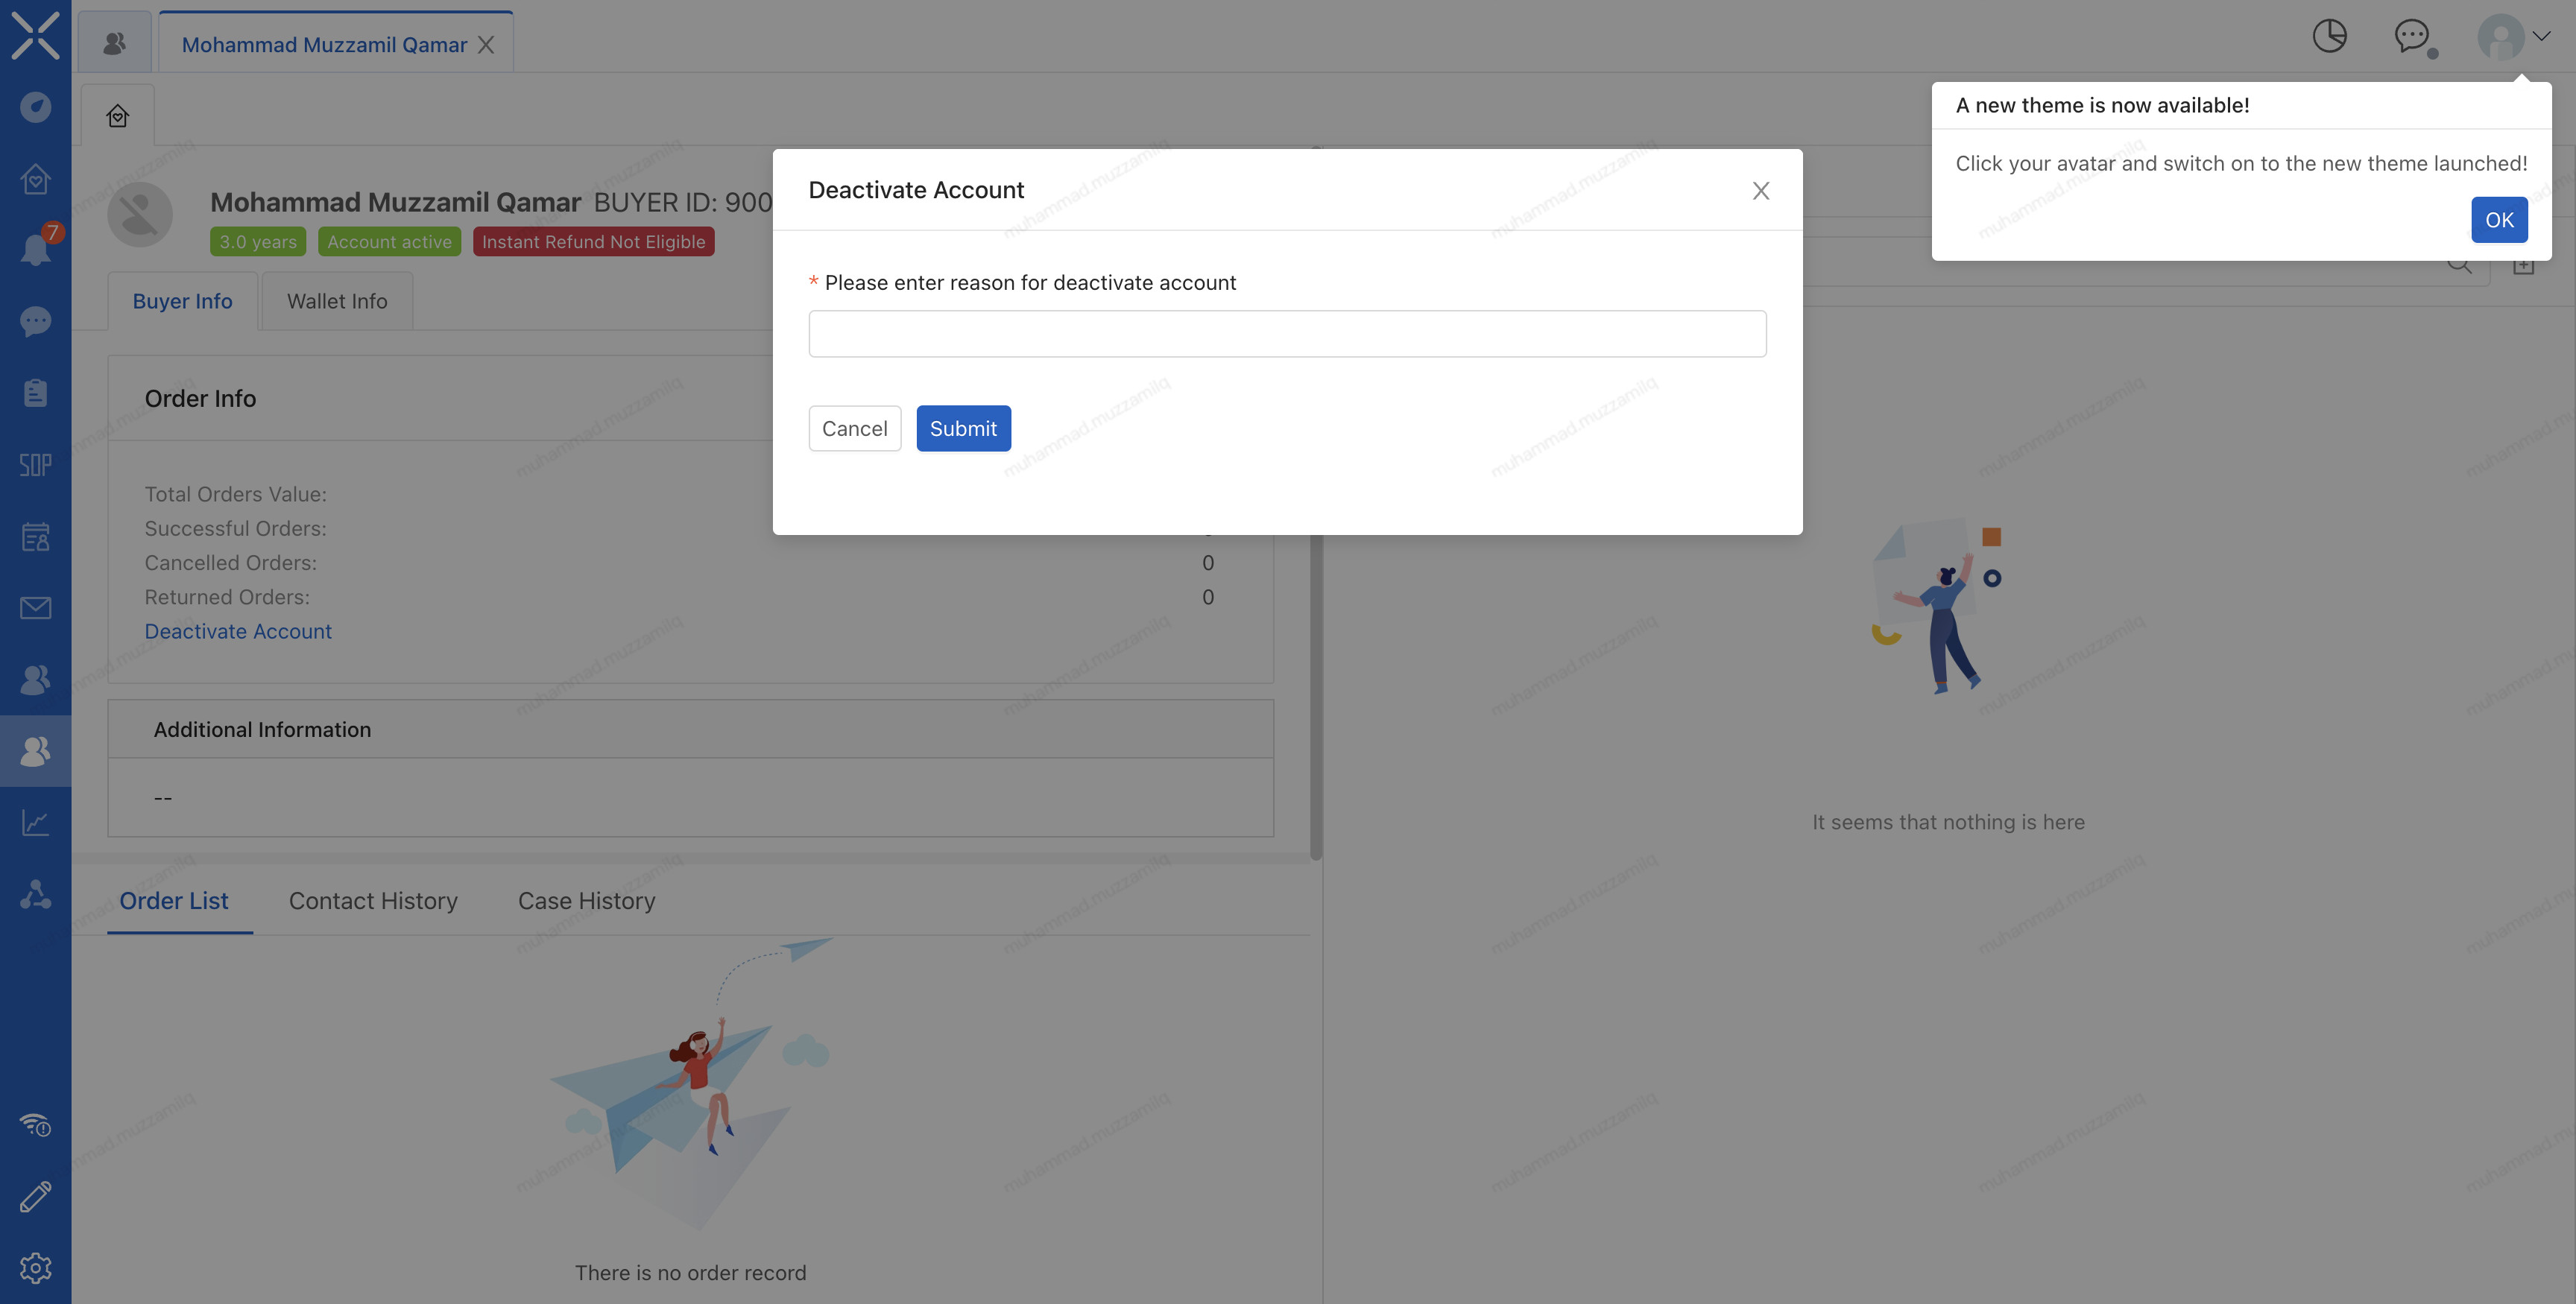 Mohammad Muzzamil Qamar
A new theme is now available!
Click your avatar and switch on to the new theme launched!
OK
Mohammad Muzzamil Qamar BUYER ID: 900
3.0 years Account active Instant Refund Not Eligible
7
Buyer Info Wallet Info
Deactivate Account
* Please enter reason for deactivate account
Cancel Submit
Order Info
SOP
Total Orders Value:
Successful Orders:
Cancelled Orders: 0
Returned Orders: 0
Deactivate Account
Additional Information
--
It seems that nothing is here
Order List Contact History Case History
There is no order record
muhammad.muzzamilq